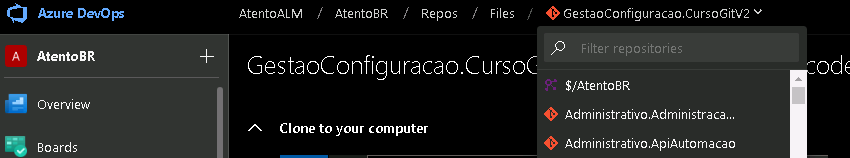 Azure DevOps
AtentoALM / AtentoBR / Repos / Files / GestaoConfiguracao.CursoGitV2
A AtentoBR +
Filter repositories
GestaoConfiguracao.CursoG
code
$/AtentoBR
Overview
Administrativo.Administraca...
Clone to your computer
Administrativo.ApiAutomacao
Boards